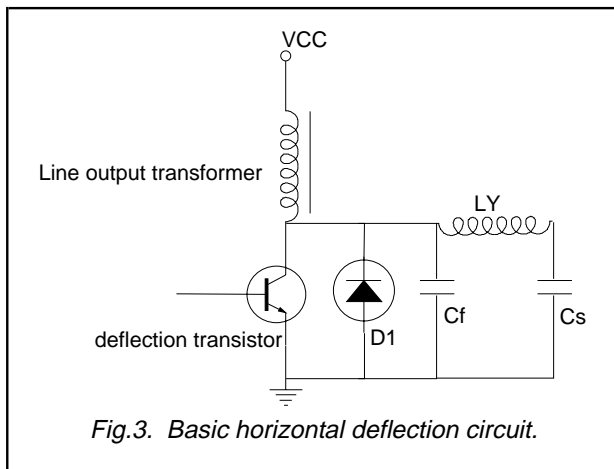 VCC
Line output transformer
LY
deflection transistor
D1
Cf
Cs
Fig.3. Basic horizontal deflection circuit.